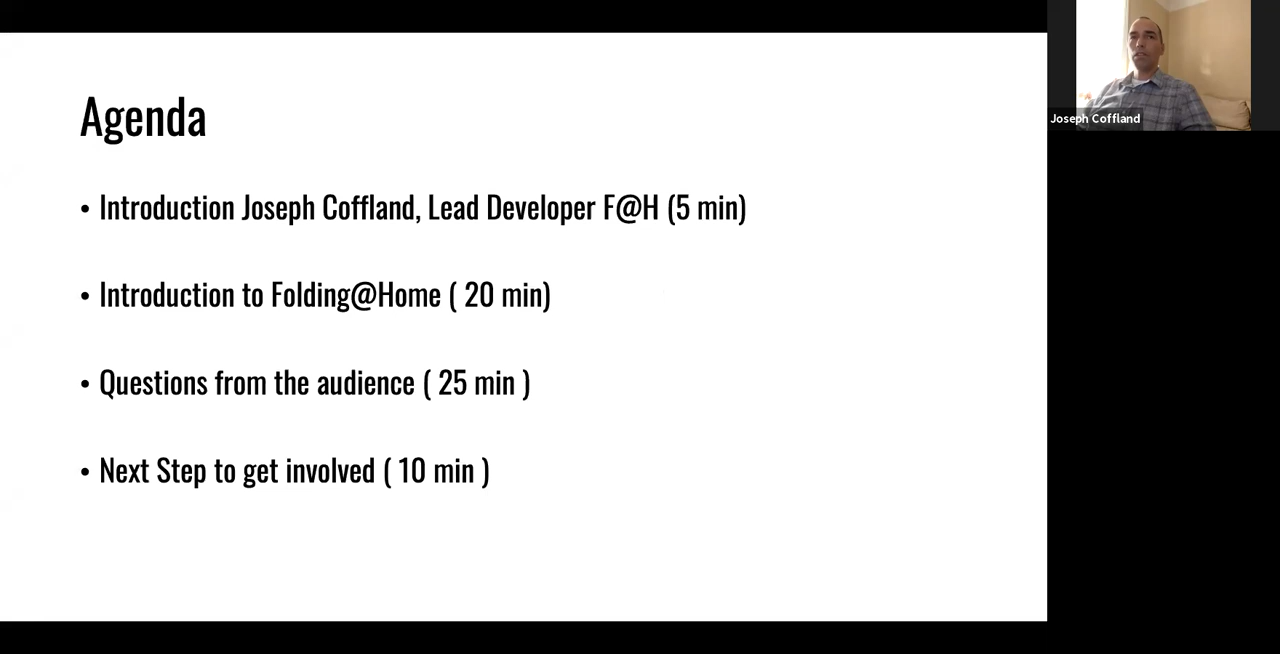 Agenda
• Introduction Joseph Coffland, Lead Developer F@H (5 min)
• Introduction to Folding@Home ( 20 min)
• Questions from the audience ( 25 min )
• Next Step to get involved ( 10 min )
Joseph Coffland